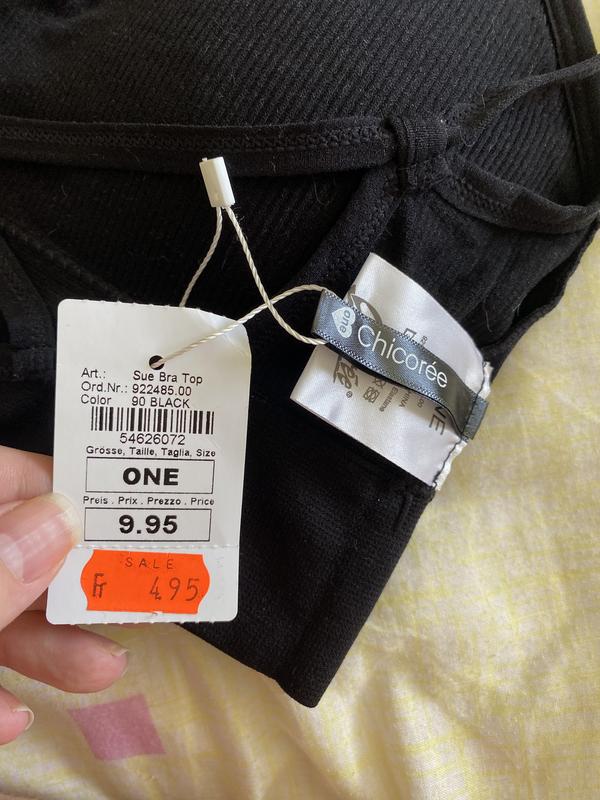 Art.: Sue Bra Top
Ord.Nr.: 922485.00
Color 90 BLACK
54626072
Grösse, Taille, Taglia, Size
ONE
Preis . Prix . Prezzo . Price
9.95
SALE
Fr 4.95
one Chicorée